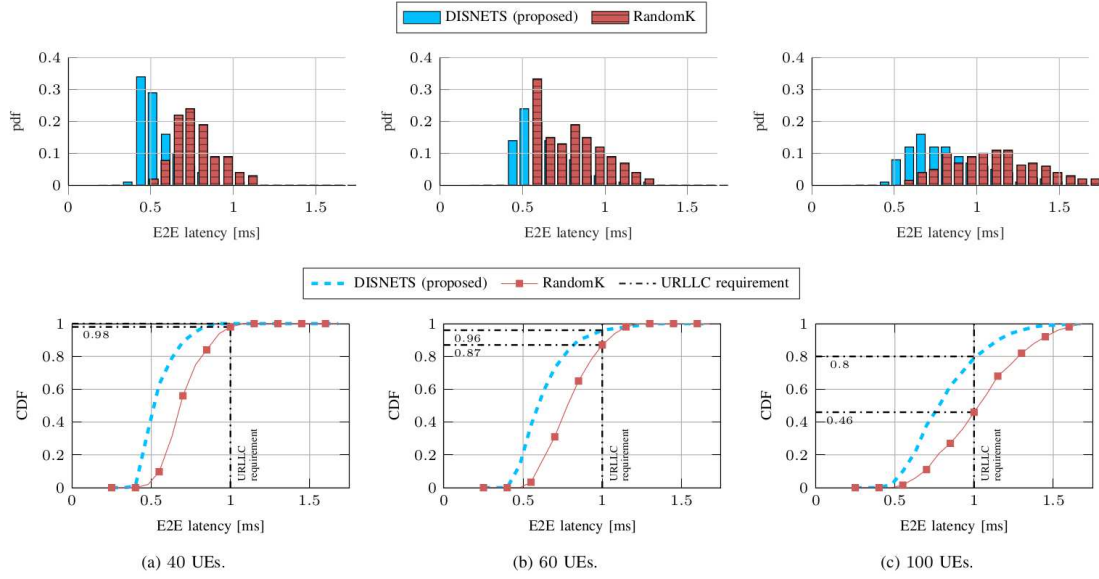 DISNETS (proposed) RandomK
0.4 0.4 0.4
0.3 0.3 0.3
0.2 0.2 0.2
0.1 0.1 0.1
0 0 0
pdf pdf pdf
0 0.5 1 1.5 0 0.5 1 1.5 0 0.5 1 1.5
E2E latency [ms] E2E latency [ms] E2E latency [ms]
DISNETS (proposed) RandomK URLLC requirement
1 1 1
0.98 0.96 0.87 0.8 0.46
0.8 0.8 0.8
0.6 0.6 0.6
0.4 0.4 0.4
0.2 0.2 0.2
0 0 0
CDF CDF CDF
URLLC requirement URLLC requirement URLLC requirement
0 0.5 1 1.5 0 0.5 1 1.5 0 0.5 1 1.5
E2E latency [ms] E2E latency [ms] E2E latency [ms]
(a) 40 UEs. (b) 60 UEs. (c) 100 UEs.